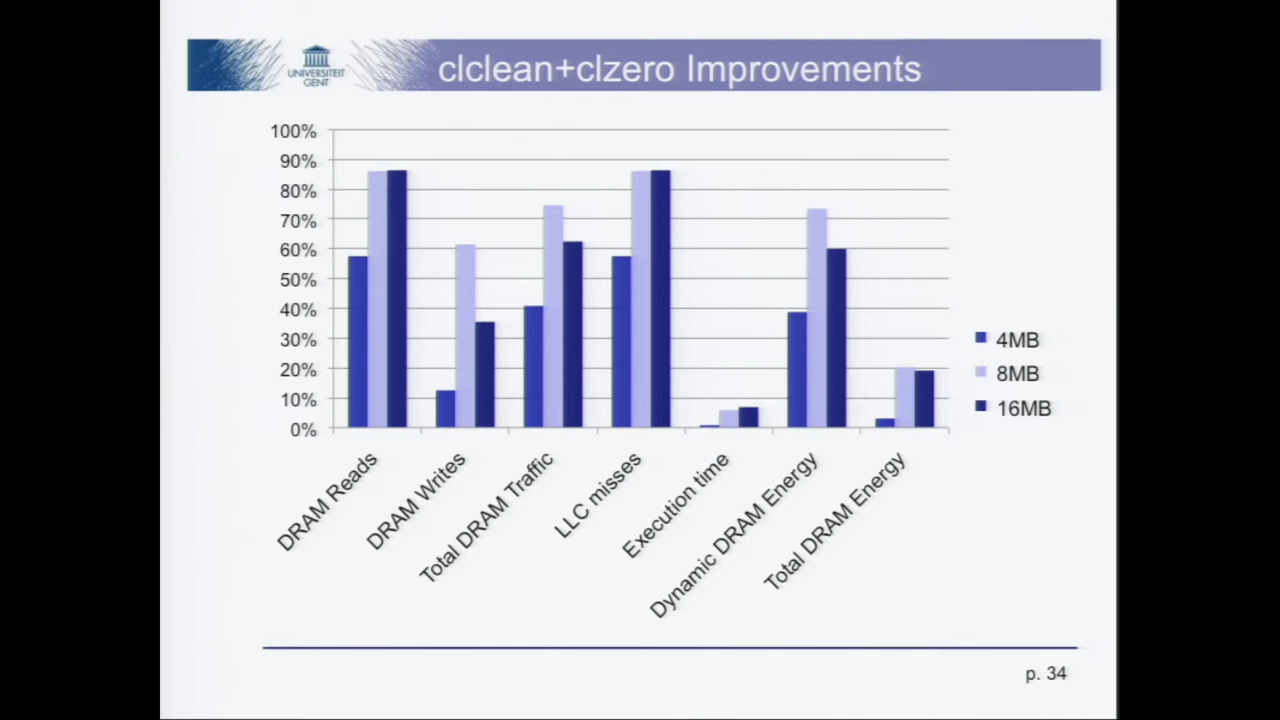 UNIVERSITEIT
GENT
clclean+clzero Improvements
100%
90%
80%
70%
60%
50%
40%
30%
20%
10%
0%
DRAM Reads
DRAM Writes
Total DRAM Traffic
LLC misses
Execution time
Dynamic DRAM Energy
Total DRAM Energy
4MB
8MB
16MB
p. 34